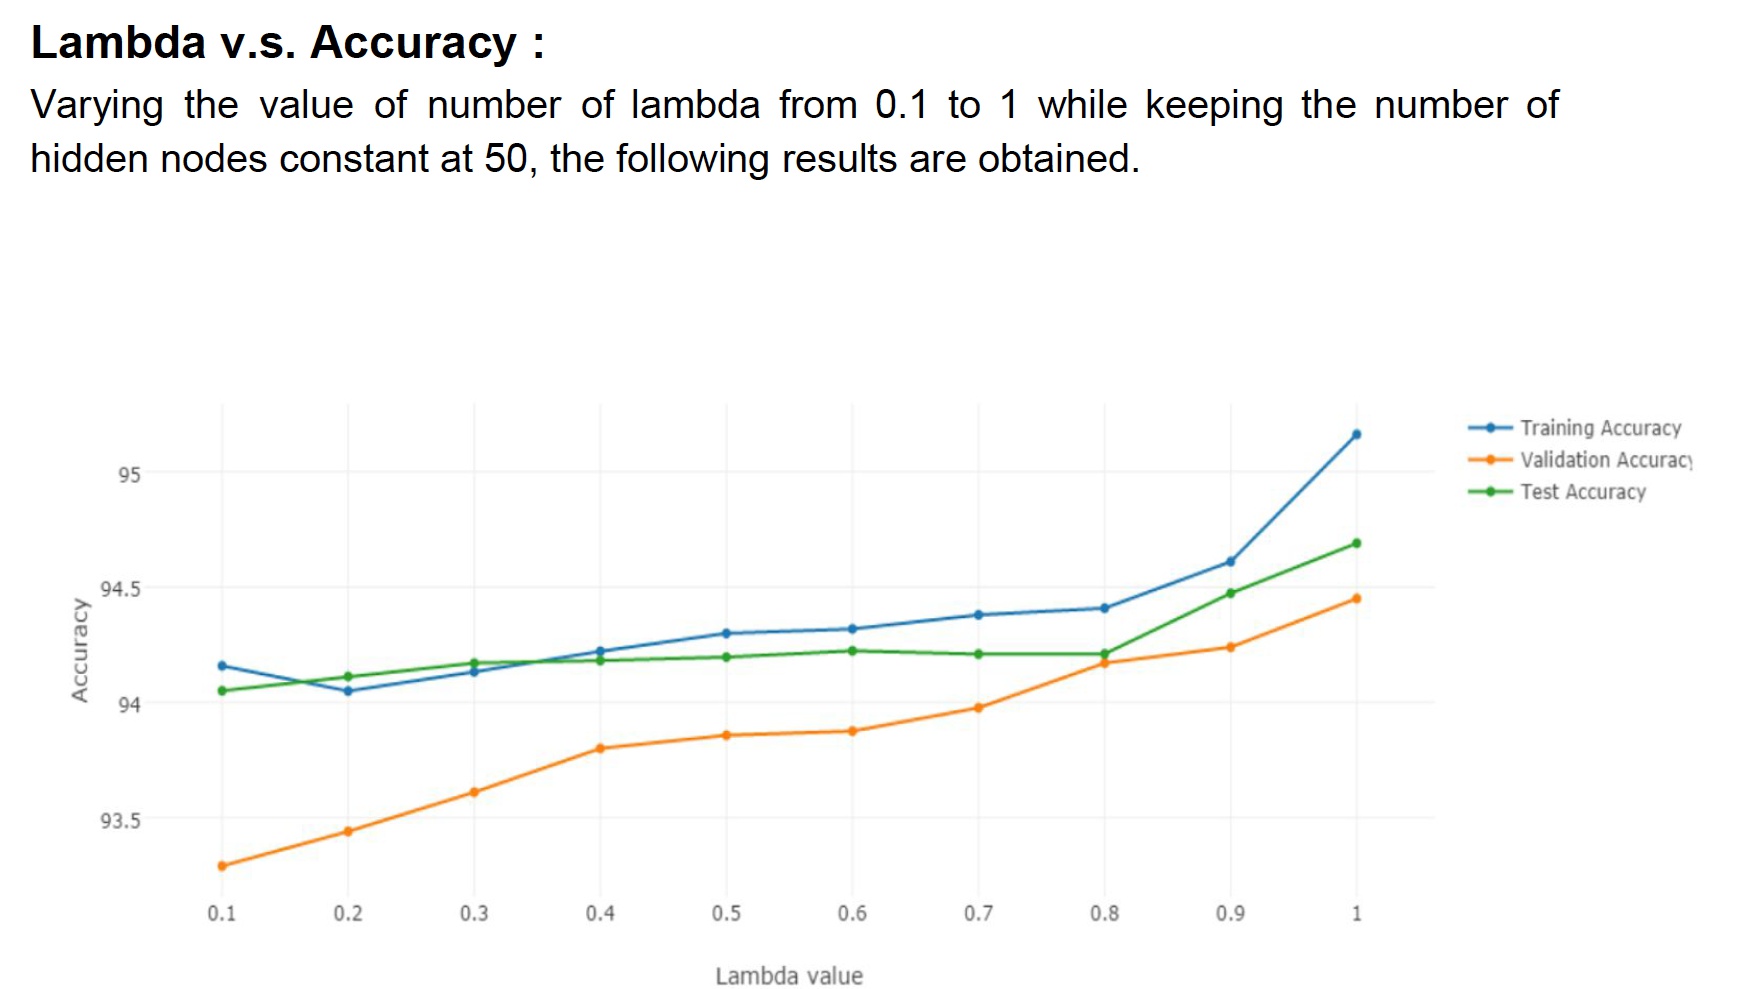 Lambda v.s. Accuracy :
Varying the value of number of lambda from 0.1 to 1 while keeping the number of
hidden nodes constant at 50, the following results are obtained.
Training Accuracy
Validation Accuracy
Test Accuracy
95
94.5
94
93.5
Accuracy
0.1 0.2 0.3 0.4 0.5 0.6 0.7 0.8 0.9 1
Lambda value